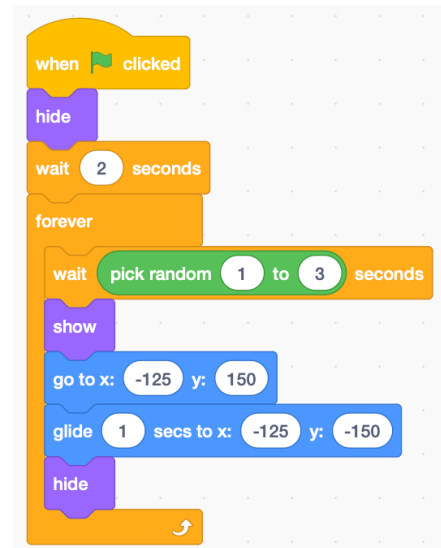 when clicked
hide
wait 2 seconds
forever
wait pick random 1 to 3 seconds
show
go to x: -125 y: 150
glide 1 secs to x: -125 y: -150
hide